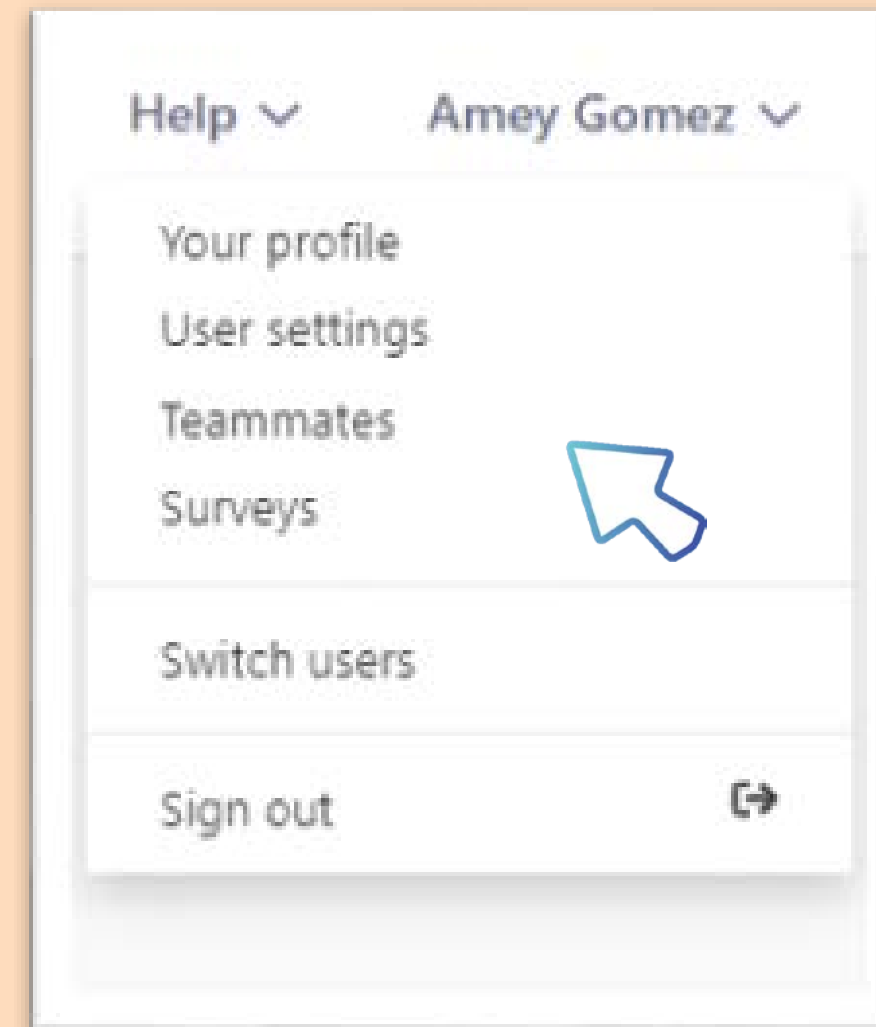 Help Amey Gomez
Your profile
User settings
Teammates
Surveys
Switch users
Sign out